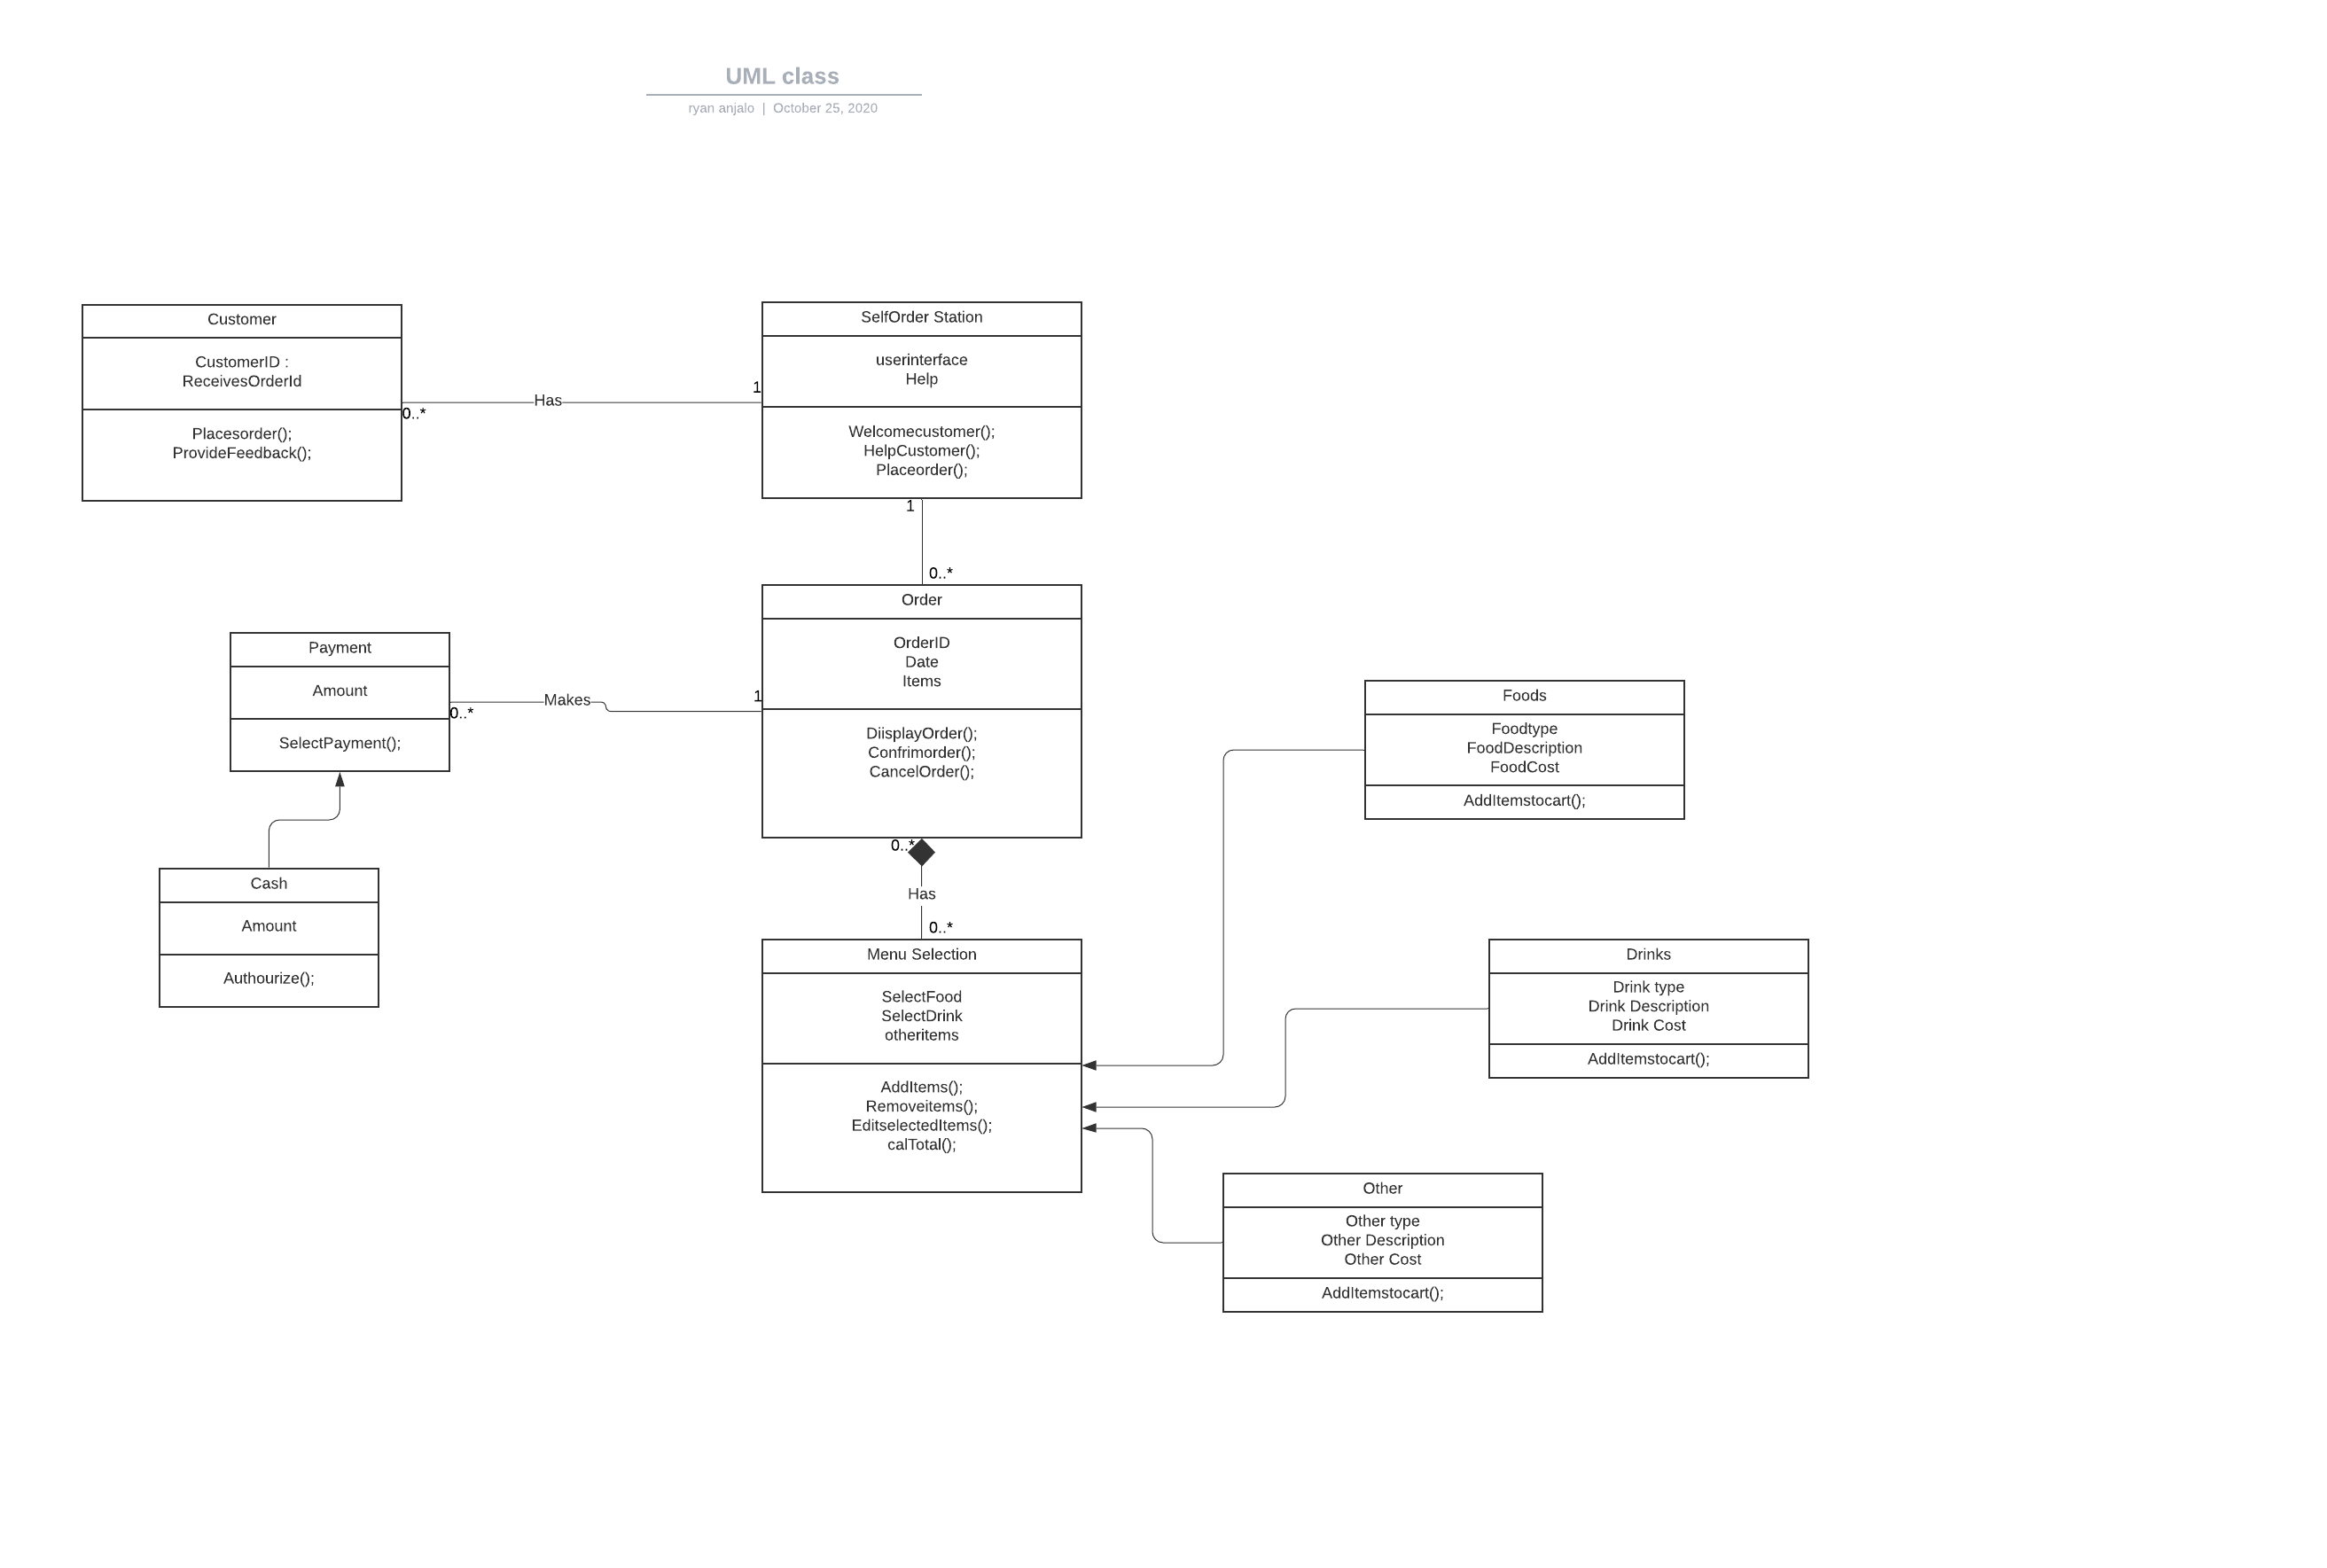 UML class
ryan anjalo | October 25, 2020
Customer
CustomerID :
ReceivesOrderId
Placesorder();
ProvideFeedback();
0..*
Has
1
SelfOrder Station
userinterface
Help
Welcomecustomer();
HelpCustomer();
Placeorder();
1
0..*
Order
OrderID
Date
Items
DiisplayOrder();
Confrimorder();
CancelOrder();
Payment
Amount
SelectPayment();
0..*
Makes
1
Cash
Amount
Authourize();
0..*
Has
0..*
Menu Selection
SelectFood
SelectDrink
otheritems
AddItems();
Removeitems();
EditselectedItems();
calTotal();
Foods
Foodtype
FoodDescription
FoodCost
AddItemstocart();
Drinks
Drink type
Drink Description
Drink Cost
AddItemstocart();
Other
Other type
Other Description
Other Cost
AddItemstocart();